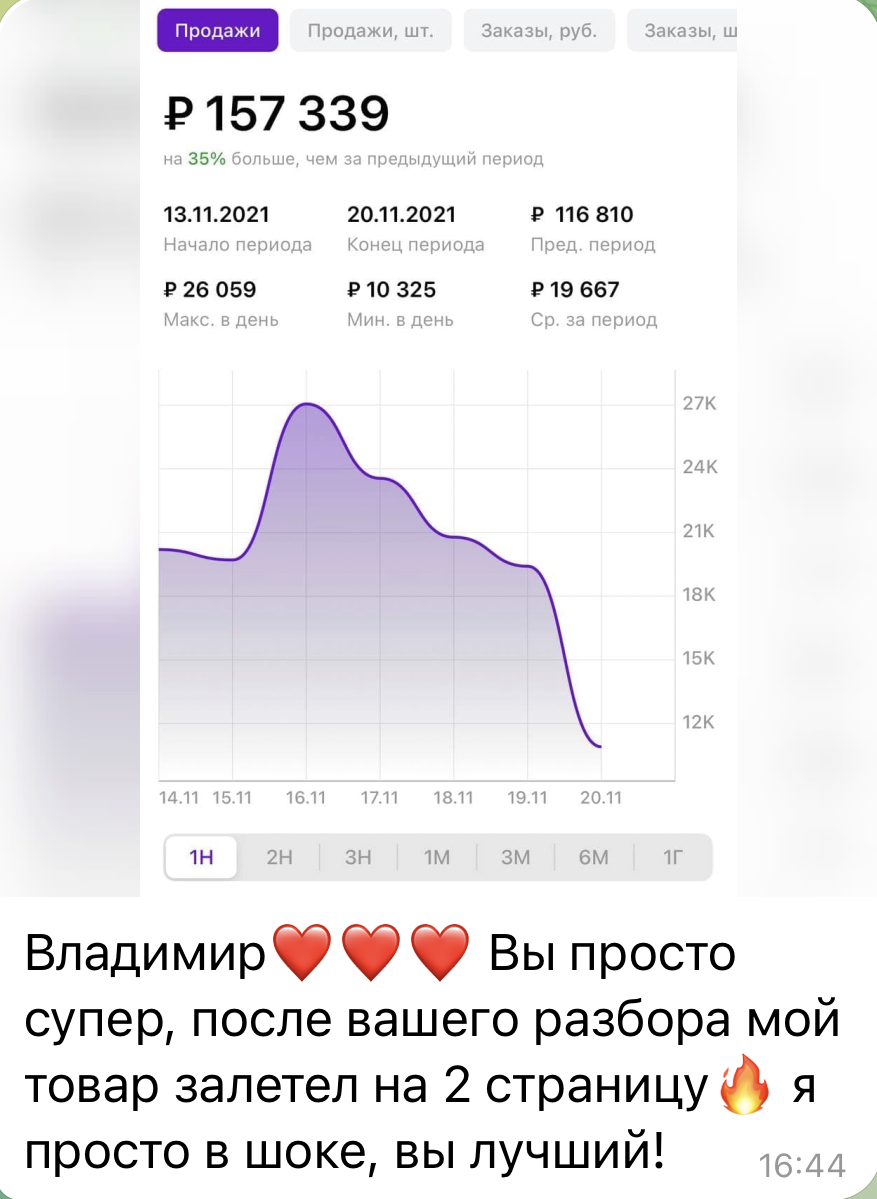 Продажи Продажи, шт. Заказы, руб. Заказы, ш
₽ 157 339
на 35% больше, чем за предыдущий период
13.11.2021 20.11.2021 ₽ 116 810
Начало периода Конец периода Пред. период
₽ 26 059 ₽ 10 325 ₽ 19 667
Макс. в день Мин. в день Ср. за период
27K
24K
21K
18K
15K
12K
14.11 15.11 16.11 17.11 18.11 19.11 20.11
1Н 2Н 3Н 1М 3М 6М 1Г
Владимир❤️❤️❤️ Вы просто
супер, после вашего разбора мой
товар залетел на 2 страницу🔥 я
просто в шоке, вы лучший!
16:44